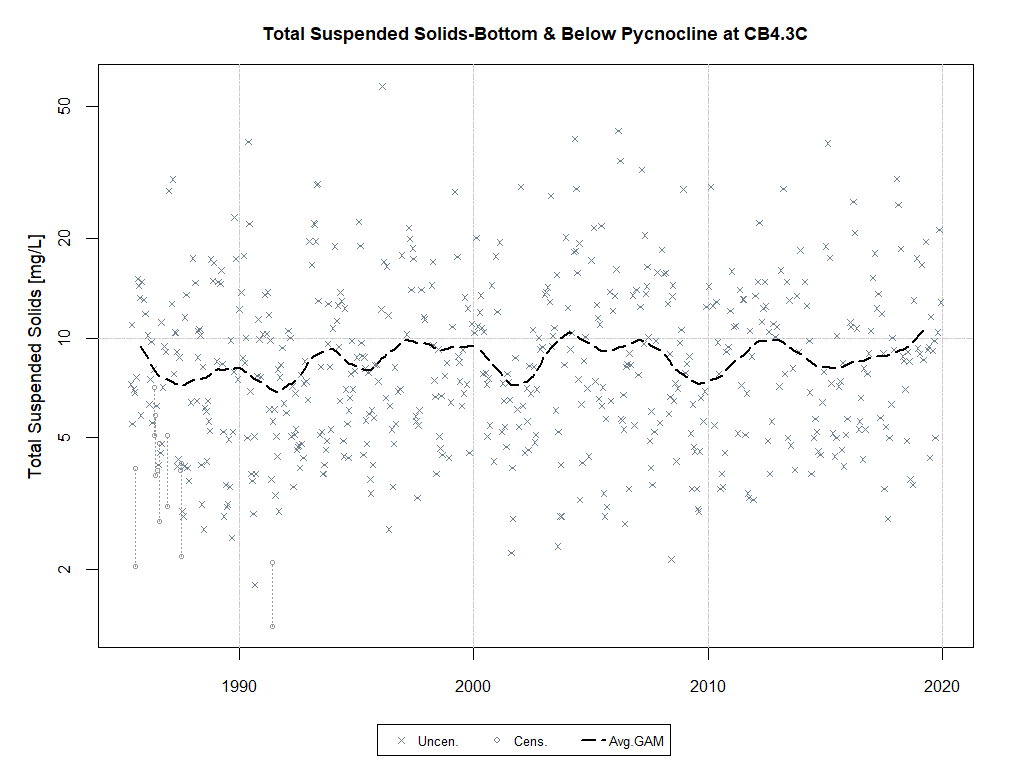 Total Suspended Solids-Bottom & Below Pycnocline at CB4.3C
Total Suspended Solids [mg/L]
50
20
10
5
2
1990 2000 2010 2020
Uncen. Cens. Avg.GAM